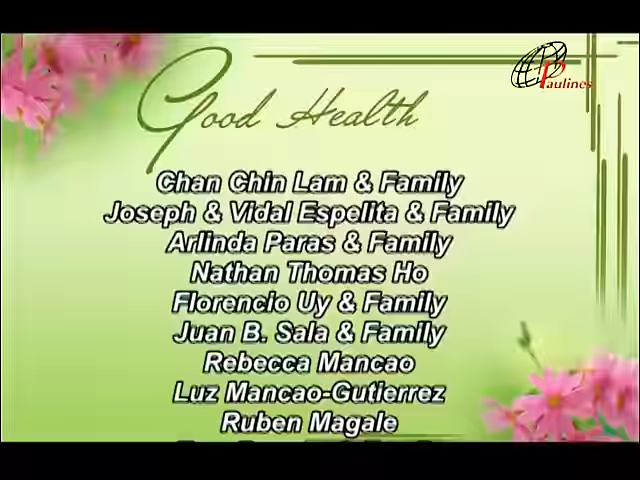 Paulines
Good Health
Chan Chin Lam & Family
Joseph & Vidal Espelita & Family
Arlinda Paras & Family
Nathan Thomas Ho
Florencio Uy & Family
Juan B. Sala & Family
Rebecca Mancao
Luz Mancao-Gutierrez
Ruben Magale